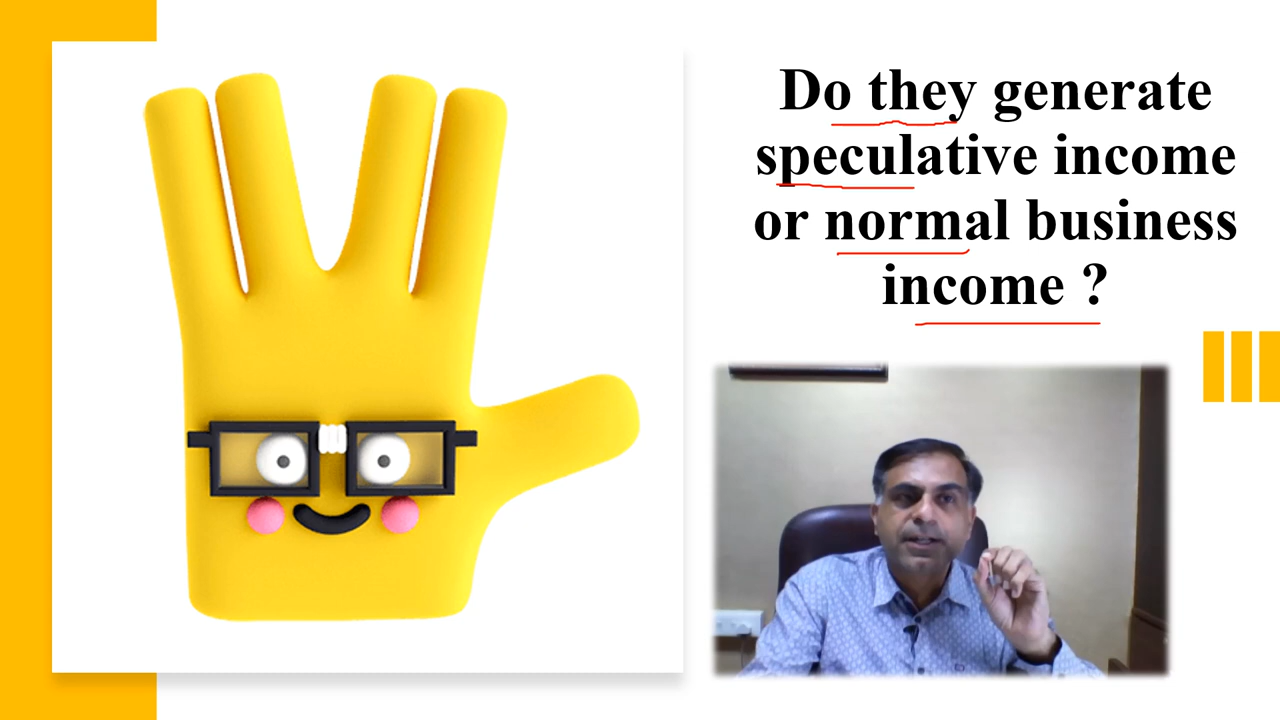 Do they generate
speculative income
or normal business
income ?